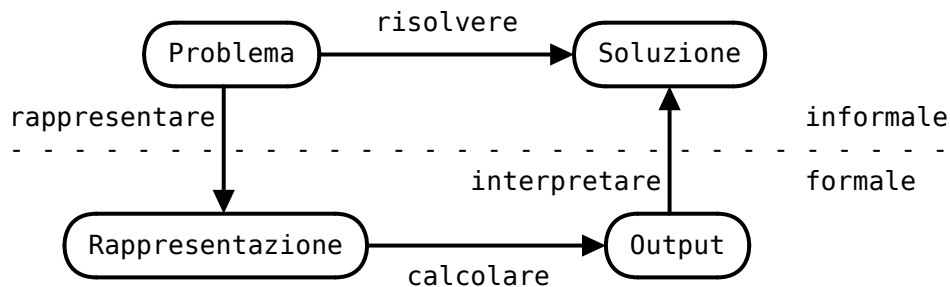 risolvere
Problema
Soluzione
rappresentare
informale
interpretare
formale
Rappresentazione
Output
calcolare